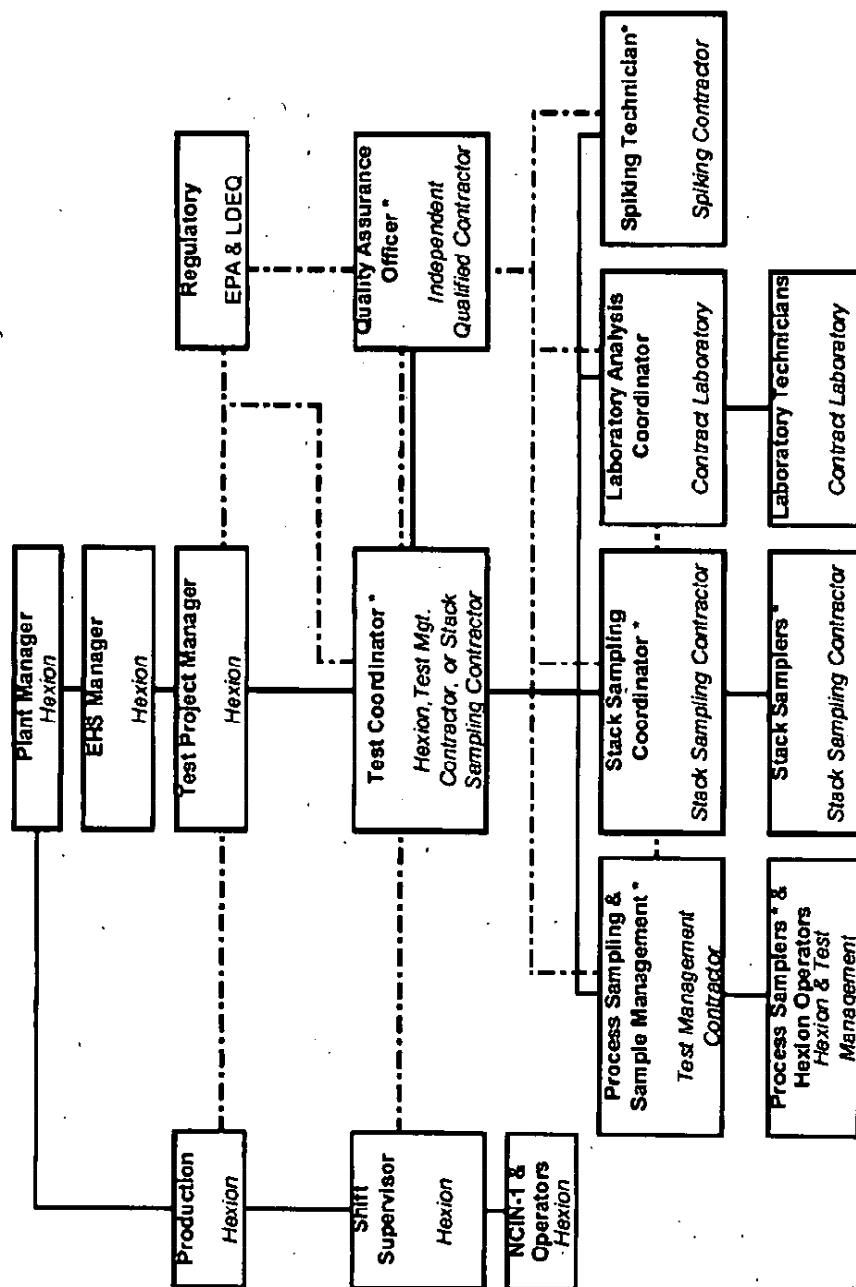 Plant Manager
Hexion
EHS Manager
Hexion
Test Project Manager
Hexion
Regulatory
EPA & LDEQ
Production
Hexion
Shift
Supervisor
Hexion
Test Coordinator *
Hexion, Test Mgt.
Contractor, or Stack
Sampling Contractor
Quality Assurance
Officer *
Independent
Qualified Contractor
NCIN-1 &
Operators
Hexion
Process Sampling &
Sample Management *
Test Management
Contractor
Stack Sampling
Coordinator *
Stack Sampling Contractor
Laboratory Analysis
Coordinator
Contract Laboratory
Spiking Technician*
Spiking Contractor
Process Samplers * &
Hexion Operators
Hexion & Test
Management
Stack Samplers *
Stack Sampling Contractor
Laboratory Technicians
Contract Laboratory